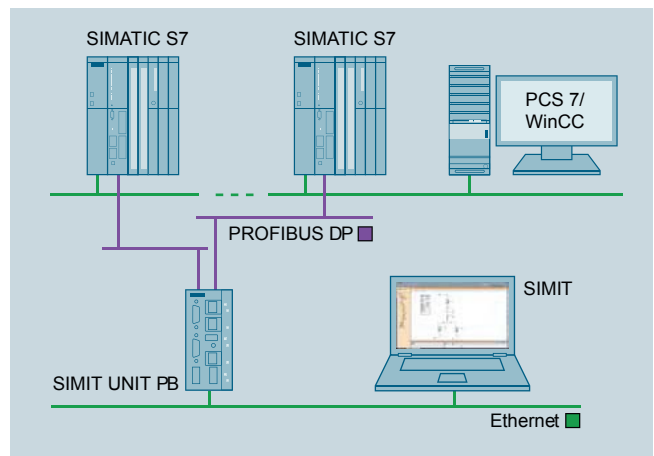 SIMATIC S7
SIMATIC S7
PCS 7/
WinCC
PROFIBUS DP
SIMIT
SIMIT UNIT PB
Ethernet